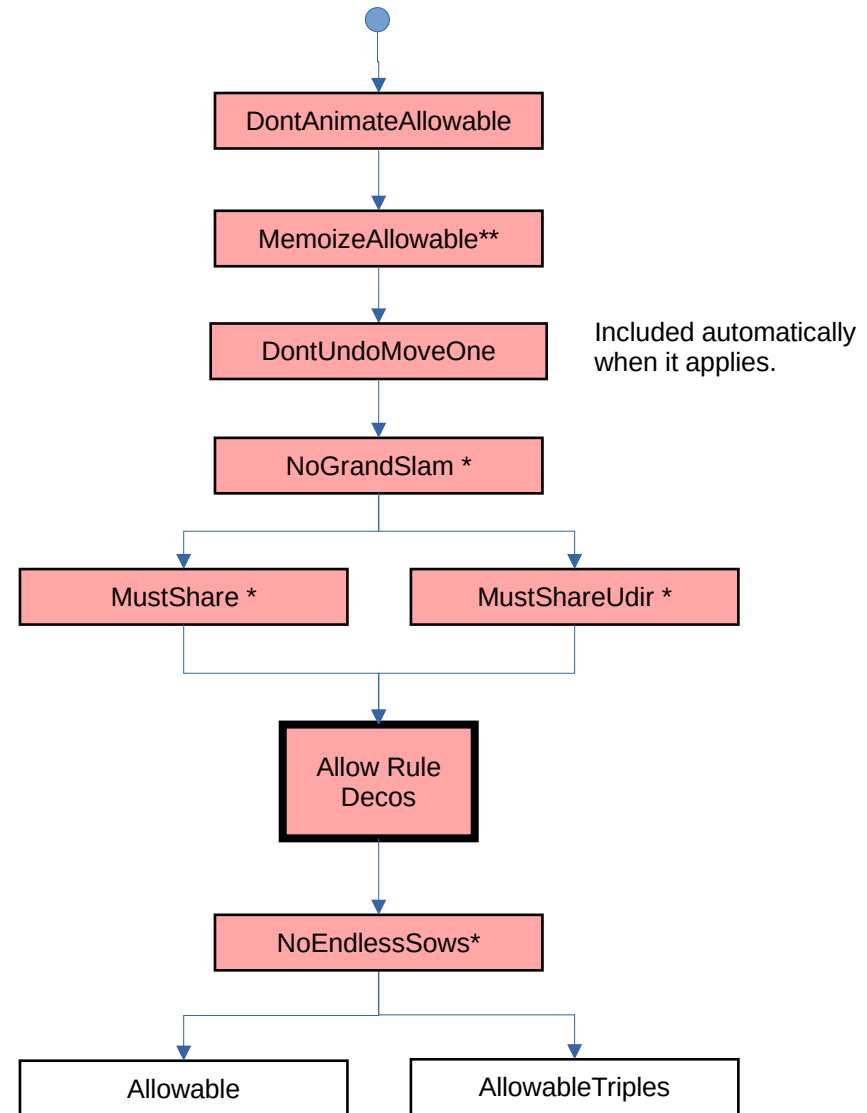 DontAnimateAllowable
MemoizeAllowable**
DontUndoMoveOne
Included automatically
when it applies.
NoGrandSlam *
MustShare *
MustShareUdir *
Allow Rule
Decos
NoEndlessSows*
Allowable
AllowableTriples